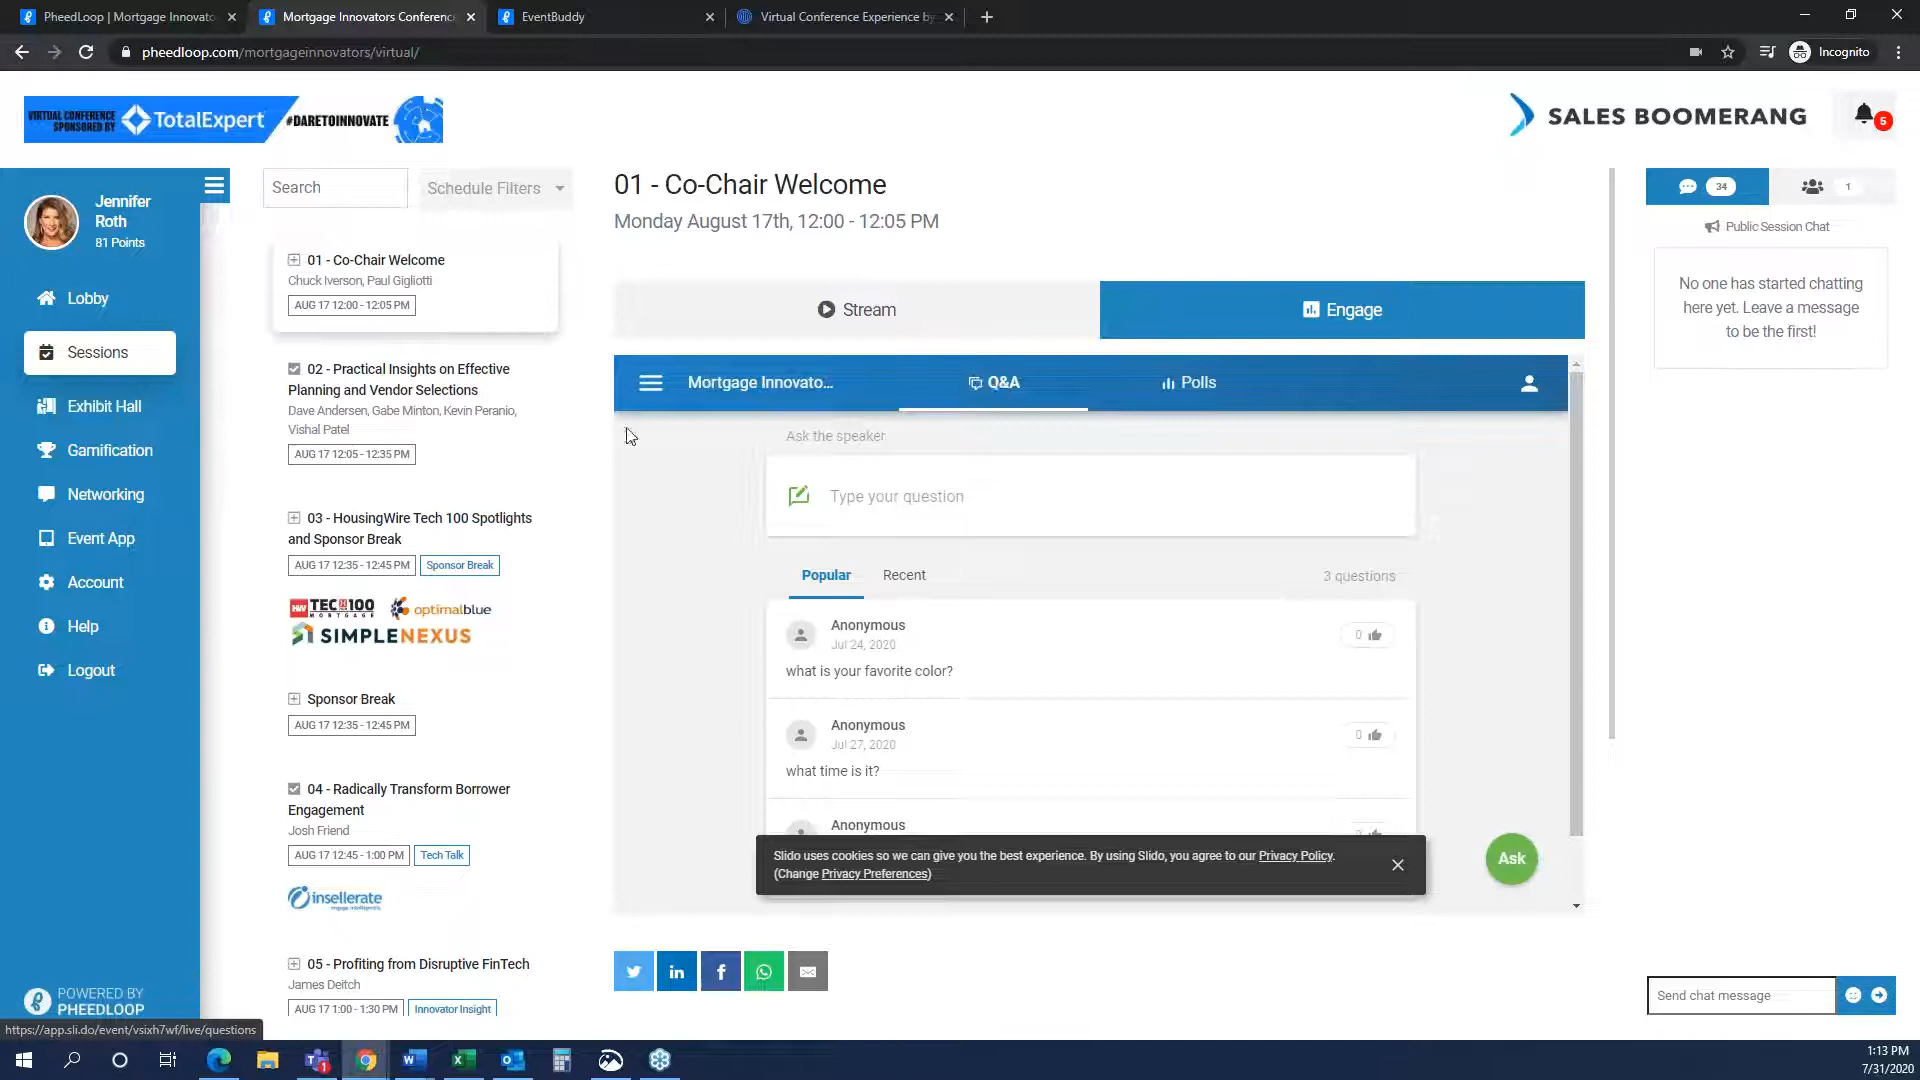 PheedLoop | Mortgage Innovato
Mortgage Innovators Conference
EventBuddy
Virtual Conference Experience by
pheedloop.com/mortgageinnovators/virtual/
Incognito
VIRTUAL CONFERENCE
SPONSORED BY
TotalExpert
#DARETOINNOVATE
SALES BOOMERANG
5
Jennifer
Roth
81 Points
Lobby
Sessions
Exhibit Hall
Gamification
Networking
Event App
Account
Help
Logout
POWERED BY
PHEEDLOOP
Search
Schedule Filters
01 - Co-Chair Welcome
Chuck Iverson, Paul Gigliotti
AUG 17 12:00 - 12:05 PM
02 - Practical Insights on Effective
Planning and Vendor Selections
Dave Andersen, Gabe Minton, Kevin Peranio,
Vishal Patel
AUG 17 12:05 - 12:35 PM
03 - HousingWire Tech 100 Spotlights
and Sponsor Break
AUG 17 12:35 - 12:45 PM Sponsor Break
HW TECH100
MORTGAGE
optimalblue
SIMPLENEXUS
Sponsor Break
AUG 17 12:35 - 12:45 PM
04 - Radically Transform Borrower
Engagement
Josh Friend
AUG 17 12:45 - 1:00 PM Tech Talk
insellerate
engage intelligently
05 - Profiting from Disruptive FinTech
James Deitch
AUG 17 1:00 - 1:30 PM Innovator Insight
01 - Co-Chair Welcome
Monday August 17th, 12:00 - 12:05 PM
Stream
Engage
Mortgage Innovato...
Q&A
Polls
Ask the speaker
Type your question
Popular
Recent
3 questions
Anonymous
Jul 24, 2020
0
what is your favorite color?
Anonymous
Jul 27, 2020
0
what time is it?
Anonymous
Slido uses cookies so we can give you the best experience. By using Slido, you agree to our Privacy Policy.
(Change Privacy Preferences)
Ask
34
1
Public Session Chat
No one has started chatting
here yet. Leave a message
to be the first!
Send chat message
https://app.sli.do/event/vsixh7wf/live/questions
1
1:13 PM
7/31/2020